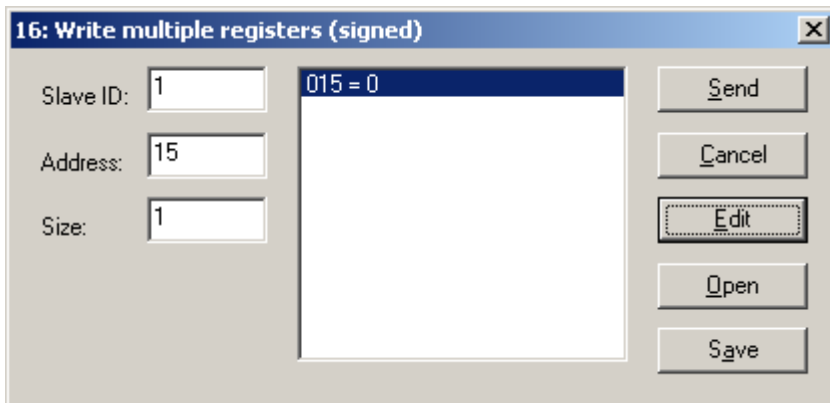 16: Write multiple registers (signed)
Slave ID: 1
Address: 15
Size: 1
015 = 0
Send
Cancel
Edit
Open
Save